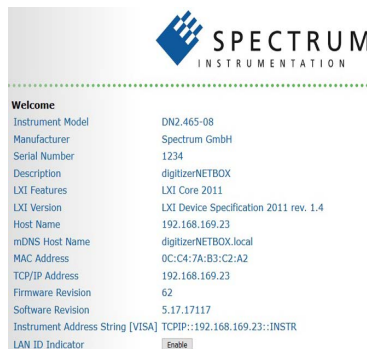 SPECTRUM
INSTRUMENTATION
Welcome
Instrument Model DN2.465-08
Manufacturer Spectrum GmbH
Serial Number 1234
Description digitizerNETBOX
LXI Features LXI Core 2011
LXI Version LXI Device Specification 2011 rev. 1.4
Host Name 192.168.169.23
mDNS Host Name digitizerNETBOX.local
MAC Address 0C:C4:7A:B3:C2:A2
TCP/IP Address 192.168.169.23
Firmware Revision 62
Software Revision 5.17.17117
Instrument Address String [VISA] TCPIP::192.168.169.23::INSTR
LAN ID Indicator Enable